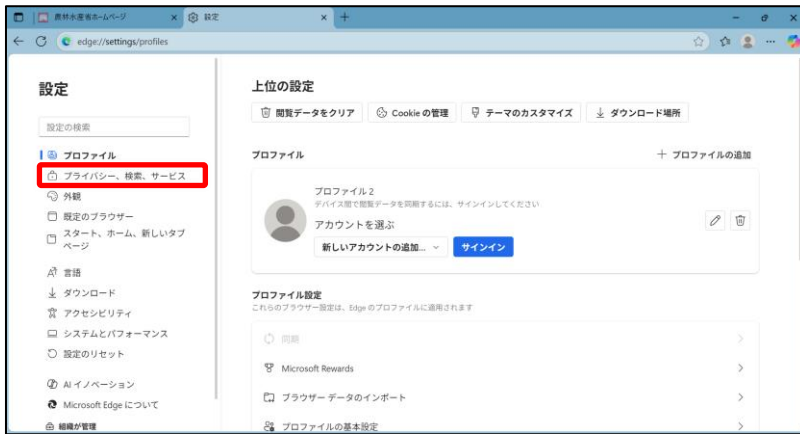 農林水産省ホームページ
設定
edge://settings/profiles
設定
設定の検索
プロファイル
プライバシー、検索、サービス
外観
既定のブラウザー
スタート、ホーム、新しいタブ
ページ
言語
ダウンロード
アクセシビリティ
システムとパフォーマンス
設定のリセット
AI イノベーション
Microsoft Edge について
組織が管理
上位の設定
閲覧データをクリア
Cookie の管理
テーマのカスタマイズ
ダウンロード場所
プロファイル
プロファイルの追加
プロファイル 2
デバイス間で閲覧データを同期するには、サインインしてください
アカウントを選ぶ
新しいアカウントの追加...
サインイン
プロファイル設定
これらのブラウザー設定は、Edge のプロファイルに適用されます
同期
Microsoft Rewards
ブラウザー データのインポート
プロファイルの基本設定